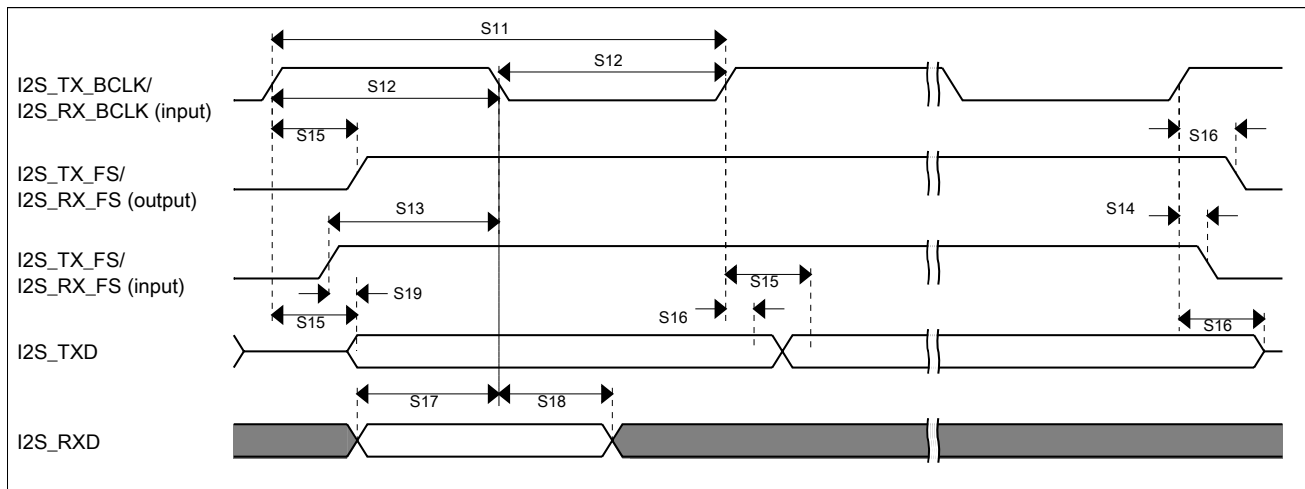 S11
I2S_TX_BCLK/
I2S_RX_BCLK (input)
S12
S12
S15
S16
I2S_TX_FS/
I2S_RX_FS (output)
S13
S14
I2S_TX_FS/
I2S_RX_FS (input)
S15
S19
S15
S16
S16
I2S_TXD
S17
S18
I2S_RXD